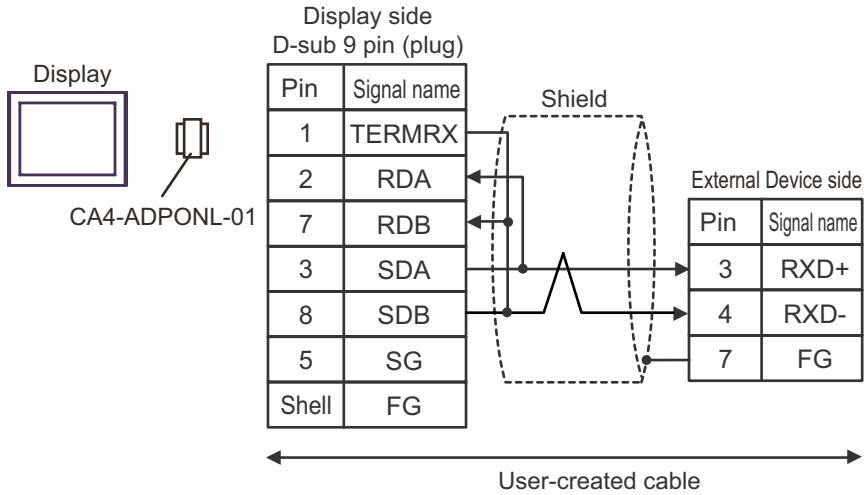 Display side
D-sub 9 pin (plug)
Display
CA4-ADPONL-01
Pin Signal name
1 TERMRX
2 RDA
7 RDB
3 SDA
8 SDB
5 SG
Shell FG
Shield
External Device side
Pin Signal name
3 RXD+
4 RXD-
7 FG
User-created cable